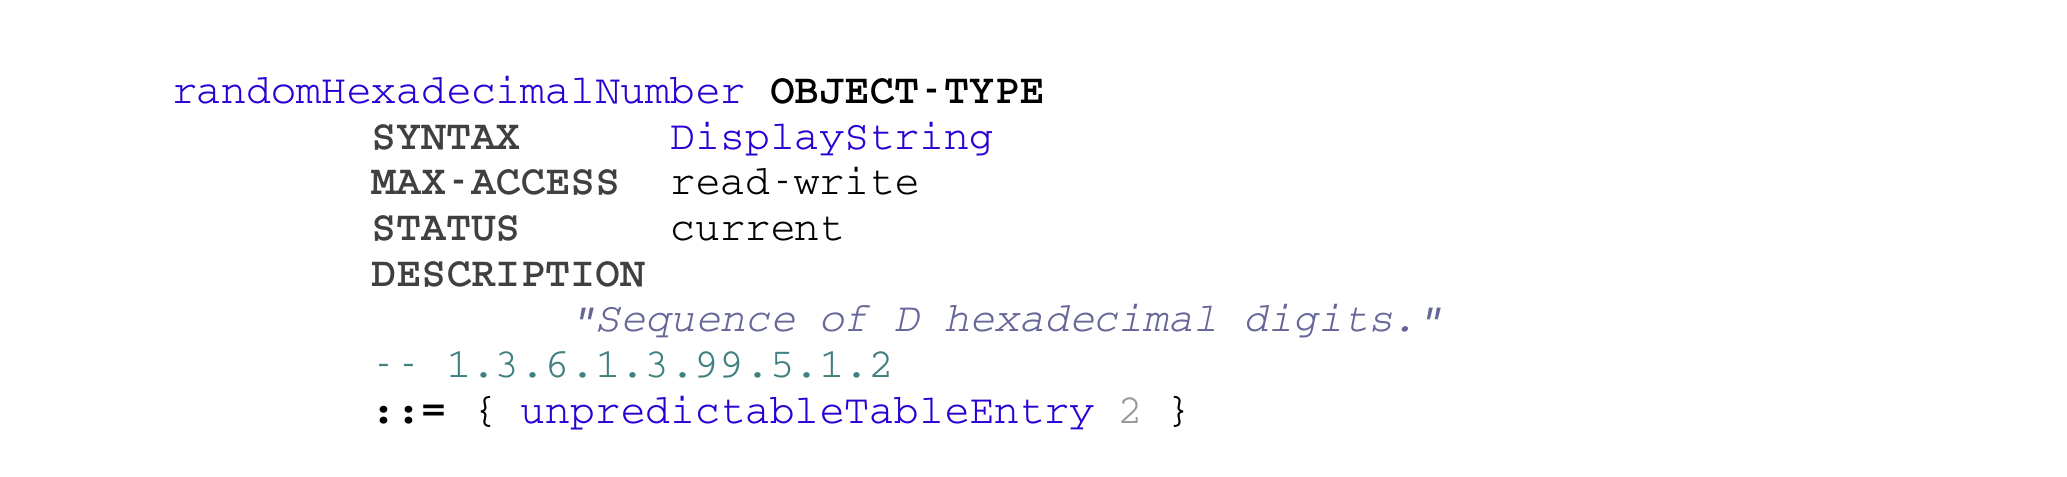 randomHexadecimalNumber OBJECT-TYPE
SYNTAX DisplayString
MAX-ACCESS read-write
STATUS current
DESCRIPTION
"Sequence of D hexadecimal digits."
-- 1.3.6.1.3.99.5.1.2
::= { unpredictableTableEntry 2 }